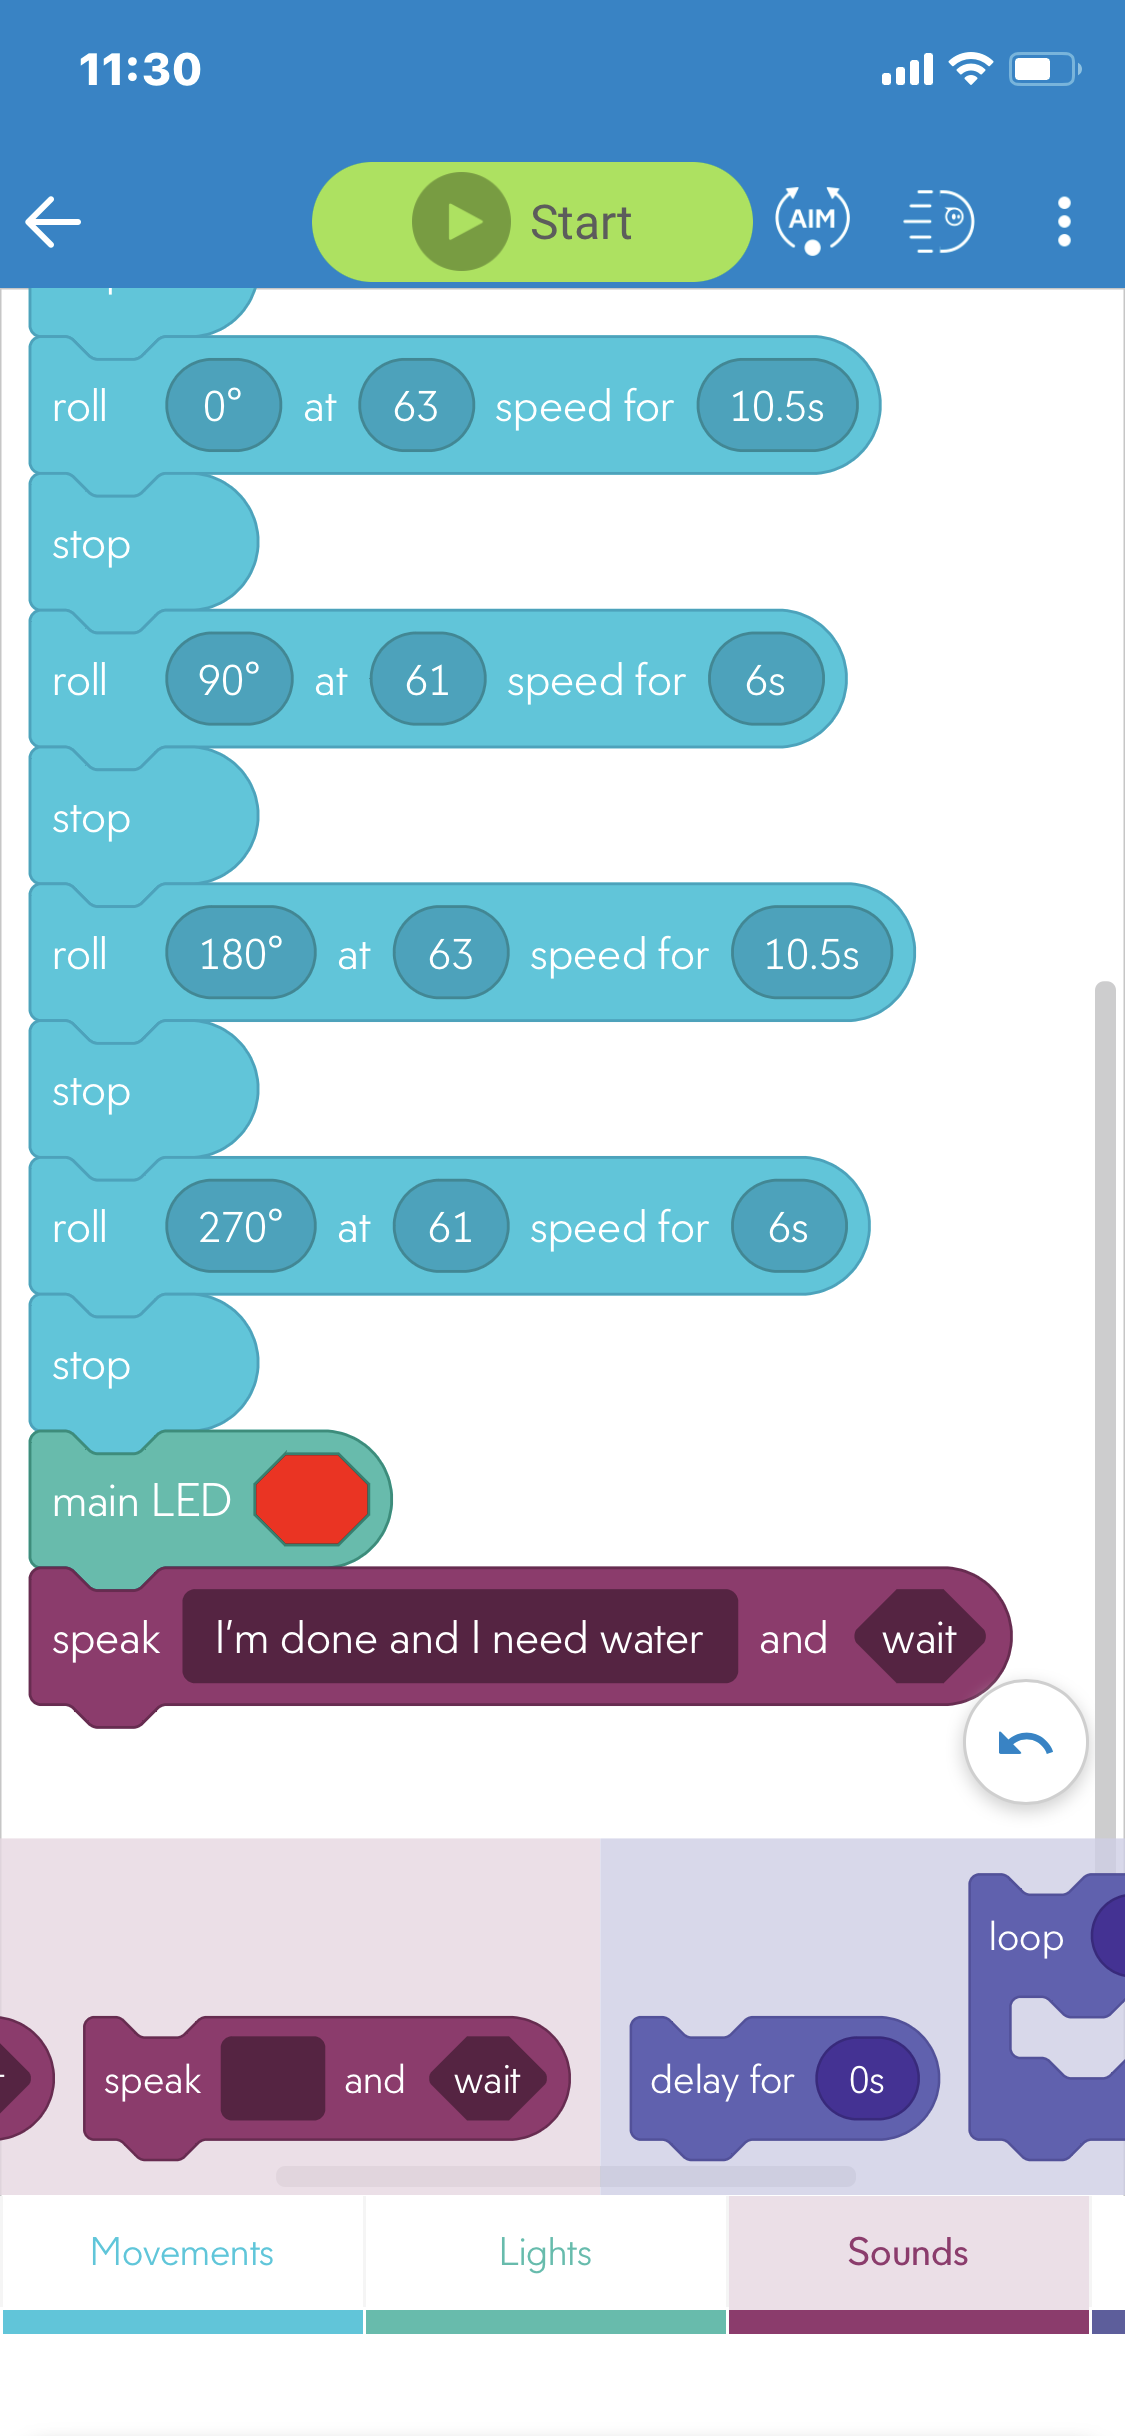 11:30
Start
AIM
roll 0° at 63 speed for 10.5s
stop
roll 90° at 61 speed for 6s
stop
roll 180° at 63 speed for 10.5s
stop
roll 270° at 61 speed for 6s
stop
main LED
speak I'm done and I need water and wait
loop
speak and wait
delay for 0s
Movements
Lights
Sounds